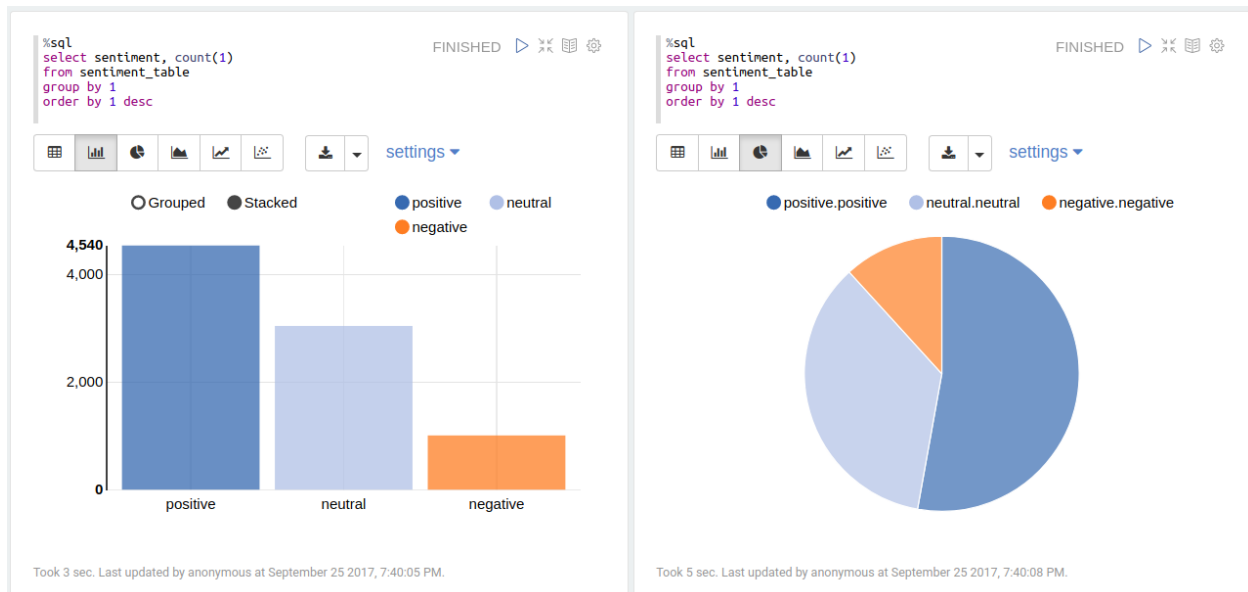 %sql
select sentiment, count(1)
from sentiment_table
group by 1
order by 1 desc
FINISHED
settings
Grouped Stacked
positive neutral
negative
4,540
4,000
2,000
0
positive neutral negative
Took 3 sec. Last updated by anonymous at September 25 2017, 7:40:05 PM.
%sql
select sentiment, count(1)
from sentiment_table
group by 1
order by 1 desc
FINISHED
settings
positive.positive neutral.neutral negative.negative
Took 5 sec. Last updated by anonymous at September 25 2017, 7:40:08 PM.